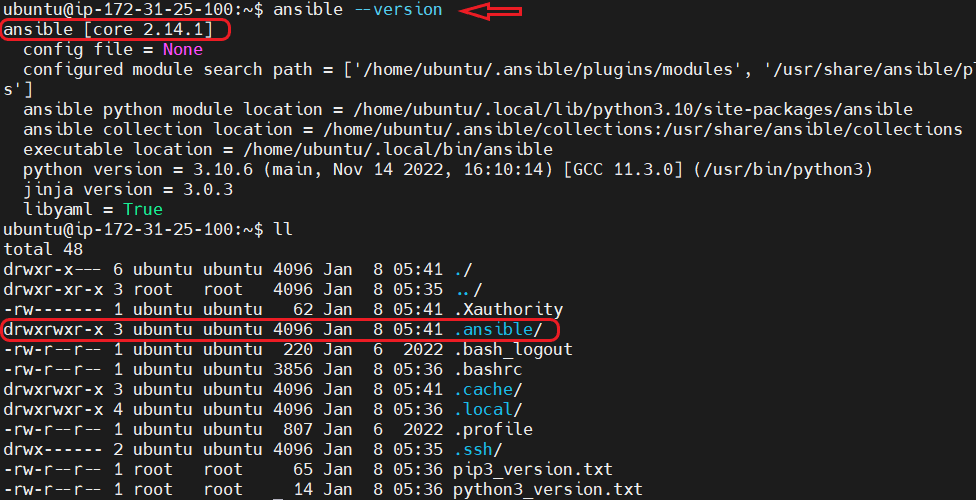 ubuntu@ip-172-31-25-100:~$ ansible --version
ansible [core 2.14.1]
  config file = None
  configured module search path = ['/home/ubuntu/.ansible/plugins/modules', '/usr/share/ansible/pl
s']
  ansible python module location = /home/ubuntu/.local/lib/python3.10/site-packages/ansible
  ansible collection location = /home/ubuntu/.ansible/collections:/usr/share/ansible/collections
  executable location = /home/ubuntu/.local/bin/ansible
  python version = 3.10.6 (main, Nov 14 2022, 16:10:14) [GCC 11.3.0] (/usr/bin/python3)
  jinja version = 3.0.3
  libyaml = True
ubuntu@ip-172-31-25-100:~$ ll
total 48
drwxr-x--- 6 ubuntu ubuntu 4096 Jan  8 05:41 ./
drwxr-xr-x 3 root   root   4096 Jan  8 05:35 ../
-rw------- 1 ubuntu ubuntu   62 Jan  8 05:41 .Xauthority
drwxrwxr-x 3 ubuntu ubuntu 4096 Jan  8 05:41 .ansible/
-rw-r--r-- 1 ubuntu ubuntu  220 Jan  6  2022 .bash_logout
-rw-r--r-- 1 ubuntu ubuntu 3856 Jan  8 05:36 .bashrc
drwxrwxr-x 3 ubuntu ubuntu 4096 Jan  8 05:41 .cache/
drwxrwxr-x 4 ubuntu ubuntu 4096 Jan  8 05:36 .local/
-rw-r--r-- 1 ubuntu ubuntu  807 Jan  6  2022 .profile
drwx------ 2 ubuntu ubuntu 4096 Jan  8 05:35 .ssh/
-rw-r--r-- 1 root   root     65 Jan  8 05:36 pip3_version.txt
-rw-r--r-- 1 root   root     14 Jan  8 05:36 python3_version.txt